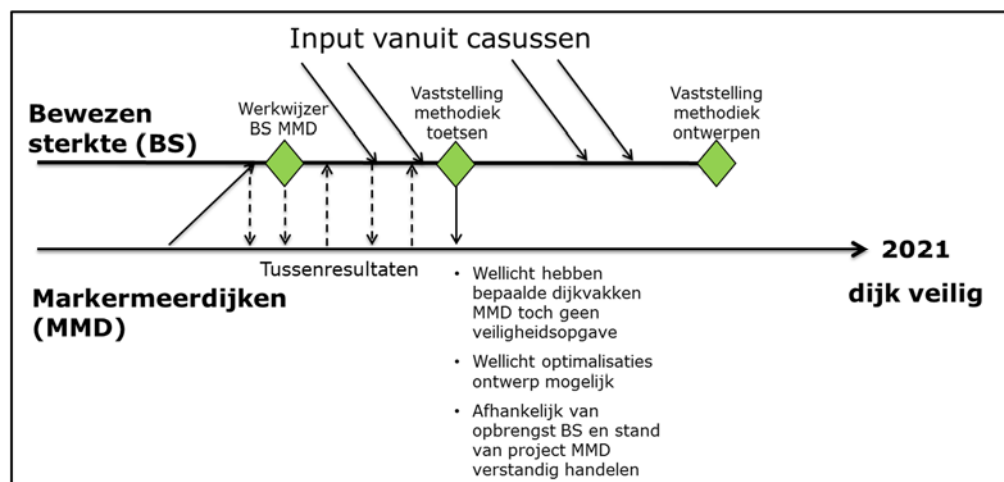 Input vanuit casussen
Bewezen
sterkte (BS)
Werkwijzer
BS MMD
Vaststelling
methodiek
toetsen
Vaststelling
methodiek
ontwerpen
Tussenresultaten
2021
dijk veilig
Markermeerdijken
(MMD)
• Wellicht hebben
bepaalde dijkvakken
MMD toch geen
veiligheidsopgave
• Wellicht optimalisaties
ontwerp mogelijk
• Afhankelijk van
opbrengst BS en stand
van project MMD
verstandig handelen